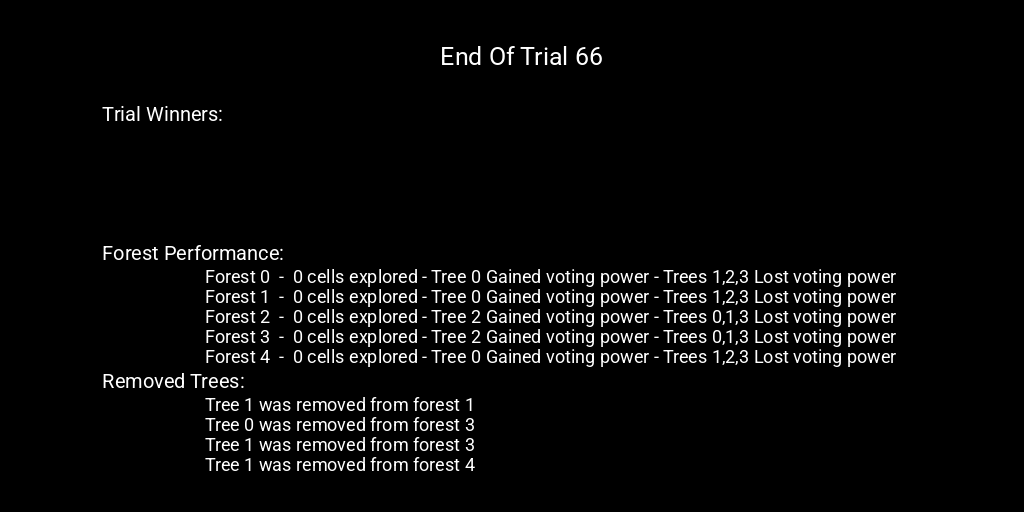 End Of Trial 66
Trial Winners:
Forest Performance:
Forest 0 - 0 cells explored - Tree 0 Gained voting power - Trees 1,2,3 Lost voting power
Forest 1 - 0 cells explored - Tree 0 Gained voting power - Trees 1,2,3 Lost voting power
Forest 2 - 0 cells explored - Tree 2 Gained voting power - Trees 0,1,3 Lost voting power
Forest 3 - 0 cells explored - Tree 2 Gained voting power - Trees 0,1,3 Lost voting power
Forest 4 - 0 cells explored - Tree 0 Gained voting power - Trees 1,2,3 Lost voting power
Removed Trees:
Tree 1 was removed from forest 1
Tree 0 was removed from forest 3
Tree 1 was removed from forest 3
Tree 1 was removed from forest 4